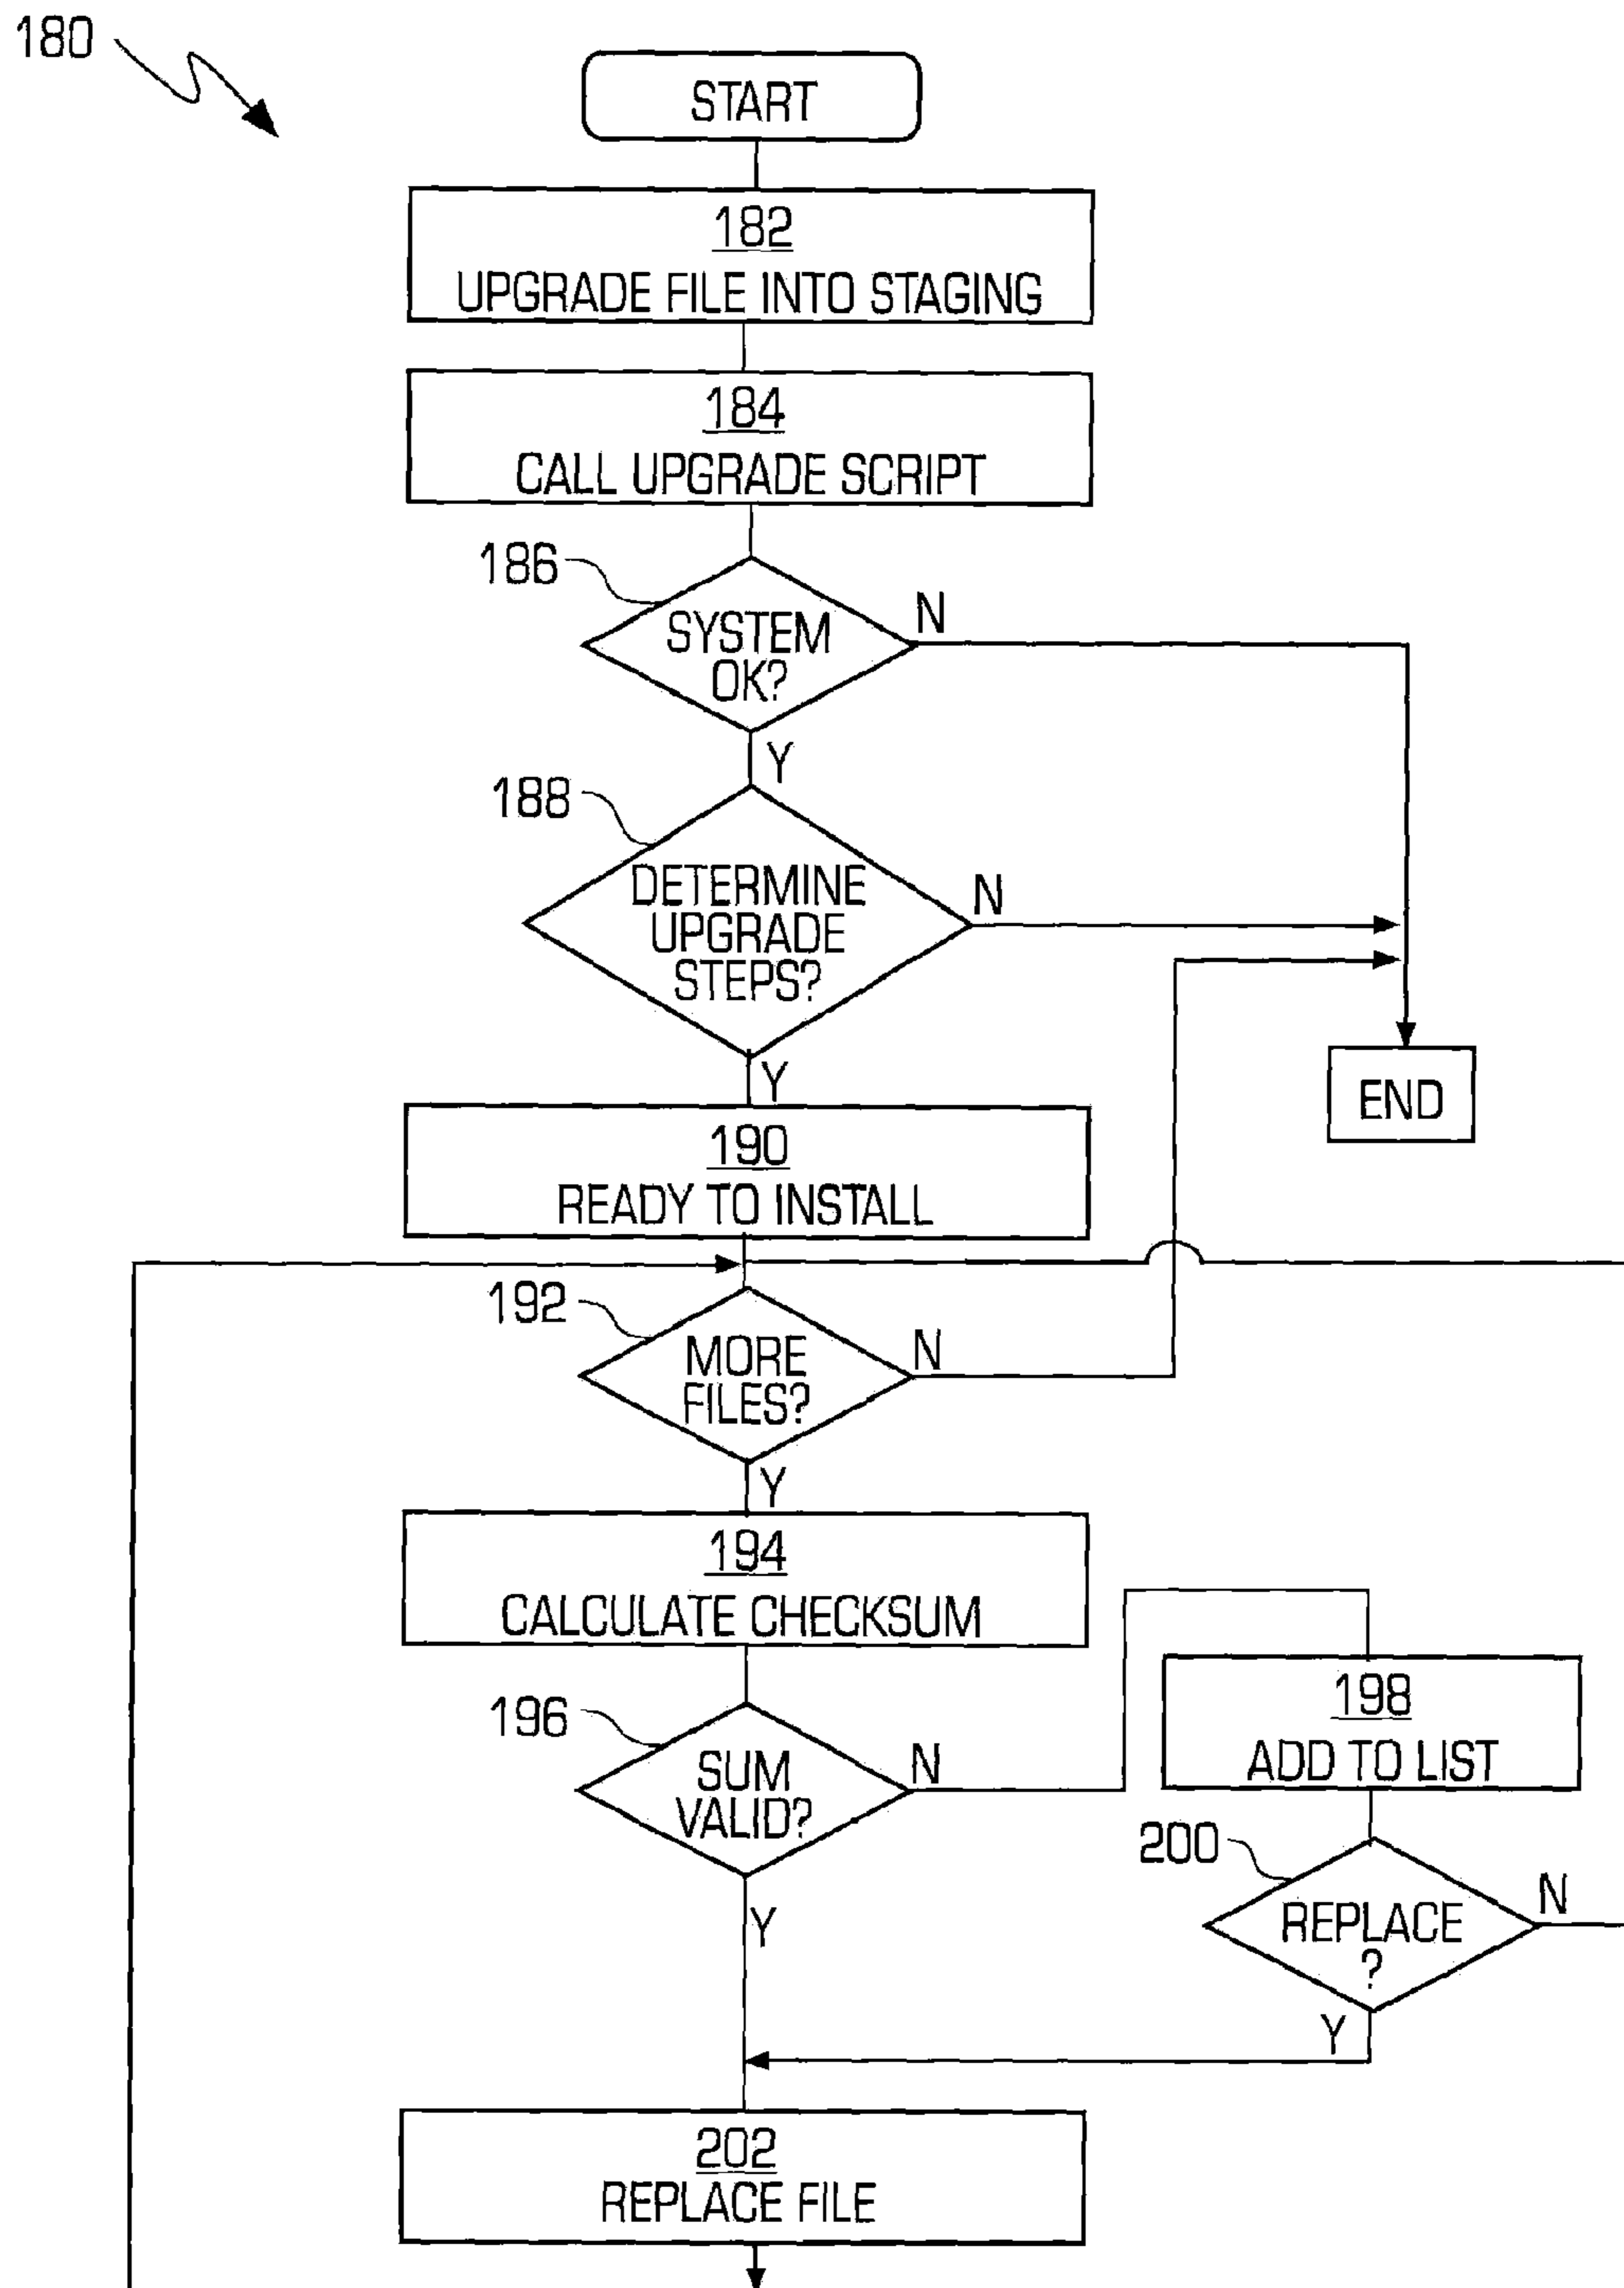 180
START
182
UPGRADE FILE INTO STAGING
184
CALL UPGRADE SCRIPT
186
SYSTEM
OK?
N
Y
188
DETERMINE
UPGRADE
STEPS?
N
Y
END
190
READY TO INSTALL
192
MORE
FILES?
N
Y
194
CALCULATE CHECKSUM
196
SUM
VALID?
N
Y
198
ADD TO LIST
200
REPLACE
?
N
Y
202
REPLACE FILE